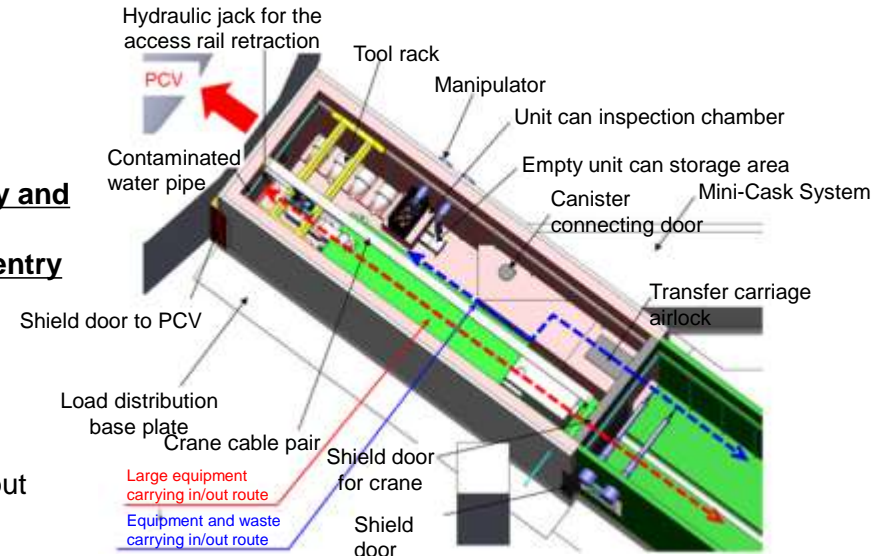 Hydraulic jack for the
access rail retraction
Tool rack
PCV
Manipulator
Unit can inspection chamber
Contaminated
water pipe
Empty unit can storage area
Canister
connecting door
Mini-Cask System
y and
entry
Transfer carriage
airlock
Shield door to PCV
Load distribution
base plate
Crane cable pair
Shield door
for crane
Large equipment
carrying in/out route
out
Equipment and waste
carrying in/out route
Shield
door